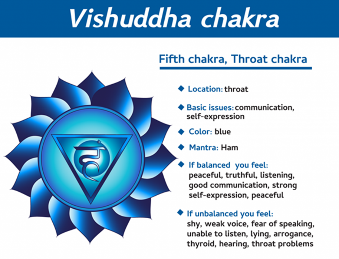 Vishuddha chakra
Fifth chakra, Throat chakra
Location: throat
Basic issues: communication,
self-expression
Color: blue
Mantra: Ham
If balanced you feel:
peaceful, truthful, listening,
good communication, strong
self-expression, peaceful
If unbalanced you feel:
shy, weak voice, fear of speaking,
unable to listen, lying, arrogance,
thyroid, hearing, throat problems